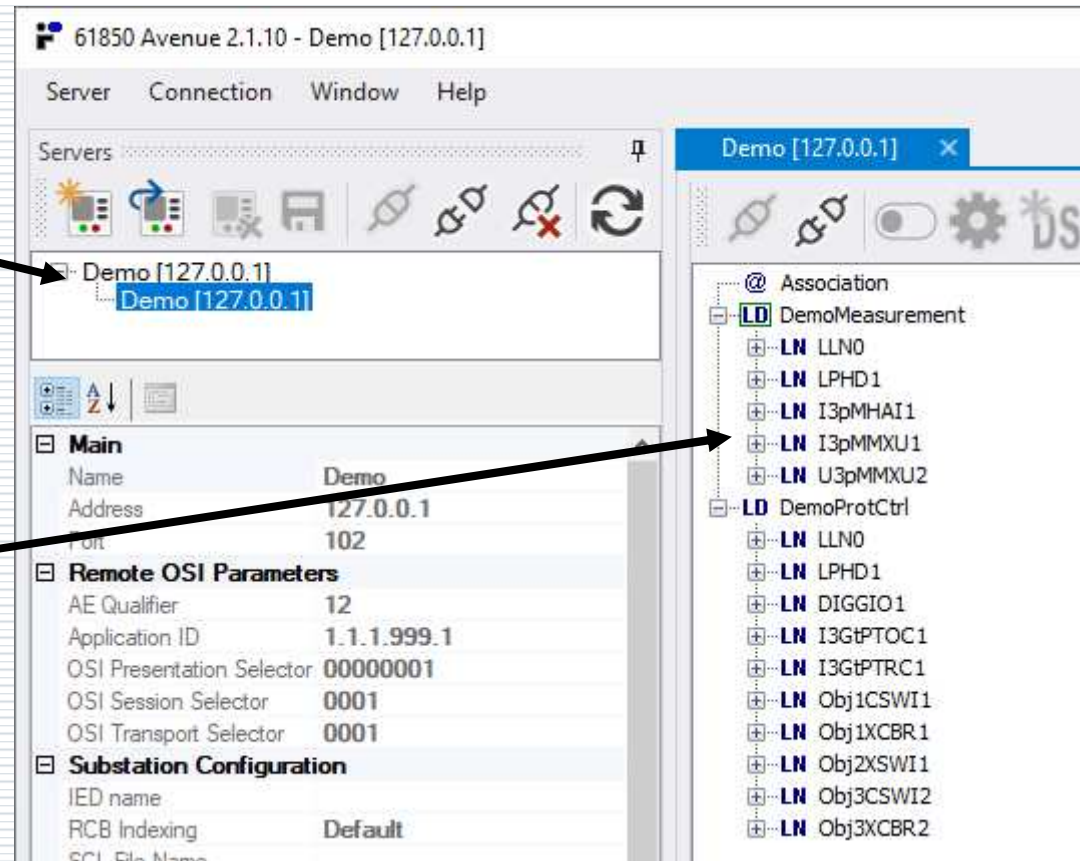 61850 Avenue 2.1.10 - Demo [127.0.0.1]
Server Connection Window Help
Servers
Demo [127.0.0.1]
Demo [127.0.0.1]
Main
Name Demo
Address 127.0.0.1
Port 102
Remote OSI Parameters
AE Qualifier 12
Application ID 1.1.1.999.1
OSI Presentation Selector 00000001
OSI Session Selector 0001
OSI Transport Selector 0001
Substation Configuration
IED name
RCB Indexing Default
SCL File Name
Demo [127.0.0.1]
DS
@ Association
LD DemoMeasurement
LN LLN0
LN LPHD1
LN I3pMHAI1
LN I3pMMXU1
LN U3pMMXU2
LD DemoProtCtrl
LN LLN0
LN LPHD1
LN DIGGIO1
LN I3GtPTOC1
LN I3GtPTRC1
LN Obj1CSWI1
LN Obj1XCBR1
LN Obj2XSWI1
LN Obj3CSWI2
LN Obj3XCBR2